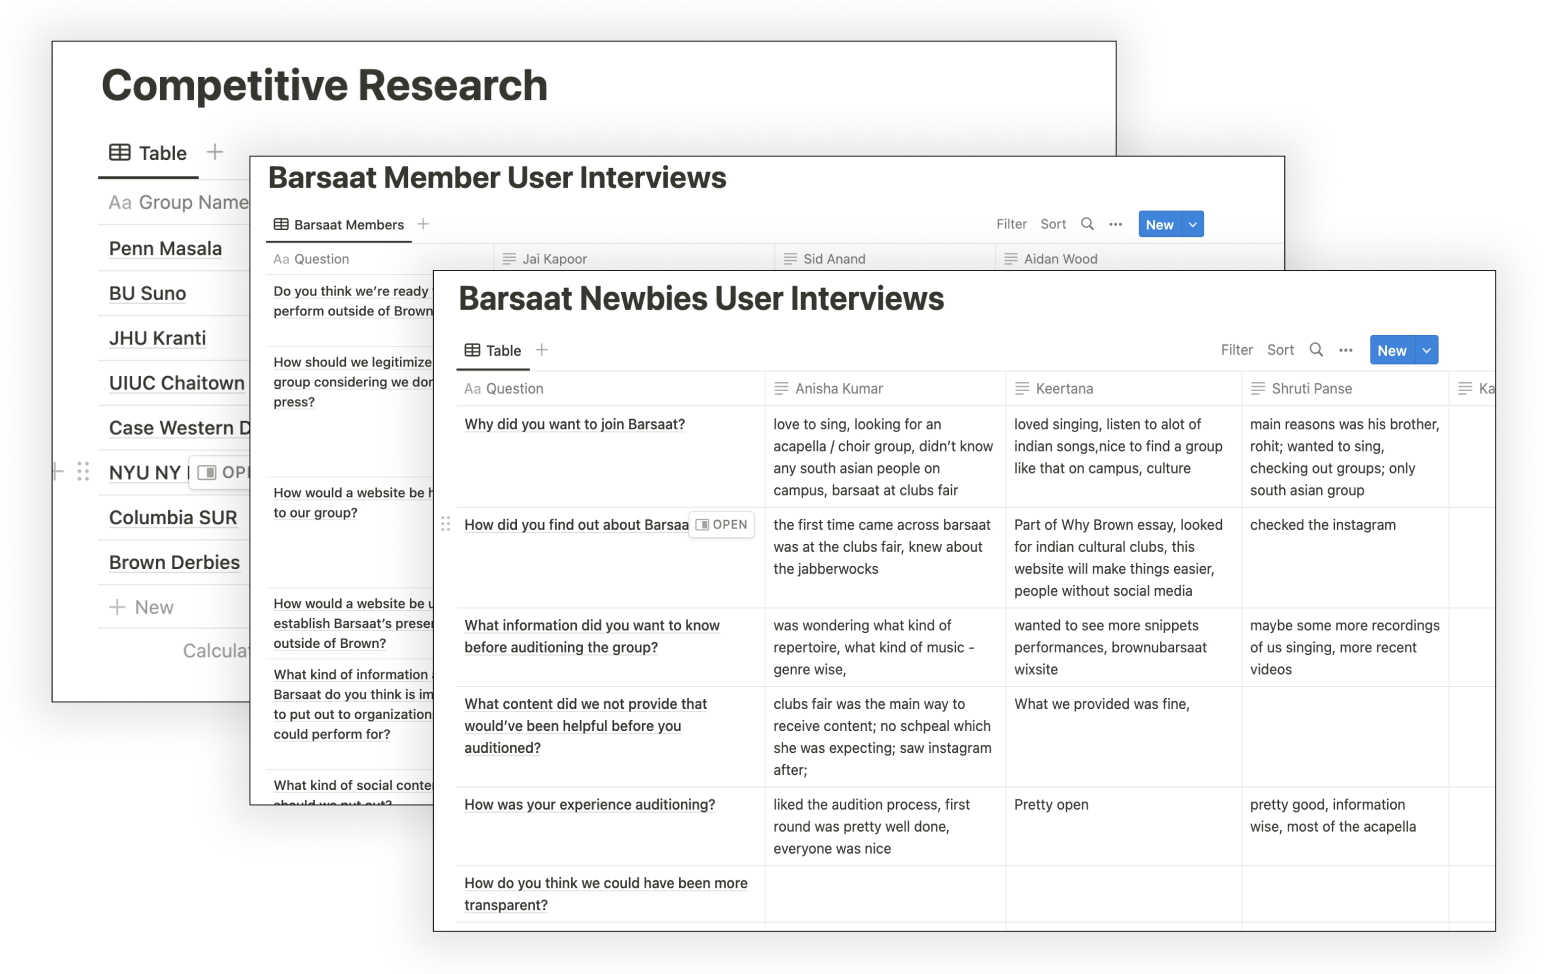 Competitive Research
Table
Aa Group Name
Penn Masala
BU Suno
JHU Kranti
UIUC Chaitown
Case Western
NYU NY
OPE
Columbia SUR
Brown Derbies
New
Barsaat Member User Interviews
Barsaat Members
Filter Sort ••• New
Aa Question
Jai Kapoor
Sid Anand
Aidan Wood
Do you think we’re ready
perform outside of Brown
How should we legitimize
group considering we
press?
How would a website be
to our group?
How would a website be
establish Barsaat’s
outside of Brown?
What kind of information
Barsaat do you think is
to put out to
could perform for?
What kind of social
should we put out?
Barsaat Newbies User Interviews
Table
Filter Sort ••• New
Aa Question
Anisha Kumar
Keertana
Shruti Panse
Ka
Why did you want to join Barsaat?
love to sing, looking for an
acapella / choir group, didn’t know
any south asian people on
campus, barsaat at clubs fair
loved singing, listen to alot of
indian songs,nice to find a group
like that on campus, culture
main reasons was his brother,
rohit; wanted to sing,
checking out groups; only
south asian group
How did you find out about Barsaa
OPEN
the first time came across barsaat
was at the clubs fair, knew about
the jabberwocks
Part of Why Brown essay, looked
for indian cultural clubs, this
website will make things easier,
people without social media
checked the instagram
What information did you want to know
before auditioning the group?
was wondering what kind of
repertoire, what kind of music -
genre wise,
wanted to see more snippets
performances, brownubarsaat
wixsite
maybe some more recordings
of us singing, more recent
videos
What content did we not provide that
would’ve been helpful before you
auditioned?
clubs fair was the main way to
receive content; no schpeal which
she was expecting; saw instagram
after;
What we provided was fine,
How was your experience auditioning?
liked the audition process, first
round was pretty well done,
everyone was nice
Pretty open
pretty good, information
wise, most of the acapella
How do you think we could have been more
transparent?